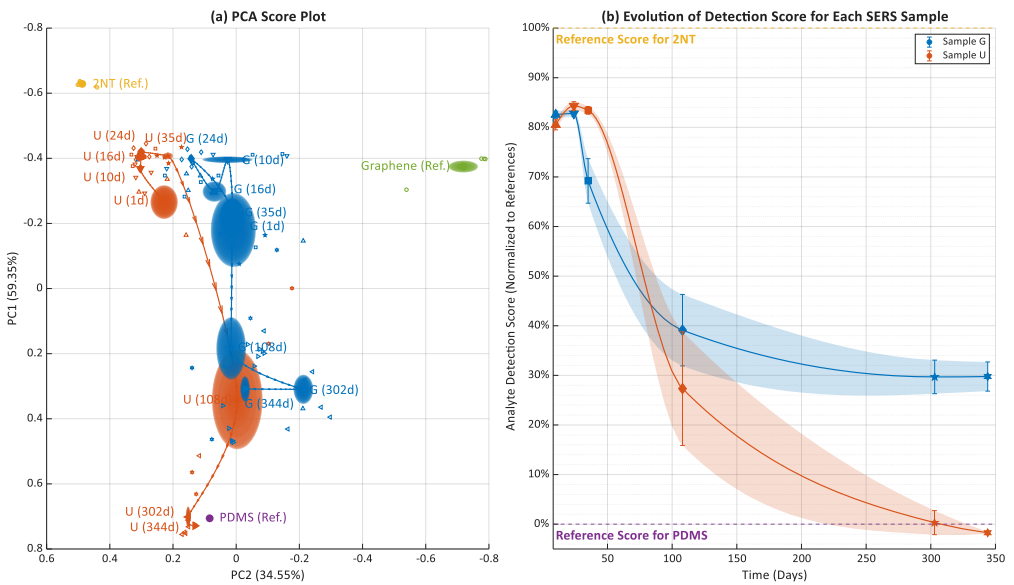 (a) PCA Score Plot
-0.8
-0.6
-0.4
-0.2
0
0.2
0.4
0.6
0.8
PC1 (59.35%)
0.6
0.4
0.2
0
-0.2
-0.4
-0.6
-0.8
PC2 (34.55%)
2NT (Ref.)
U (24d)
U (35d)
G (24d)
U (16d)
G (10d)
Graphene (Ref.)
U (10d)
G (16d)
U (1d)
G (35d)
G (1d)
G (108d)
U (108d)
G (302d)
G (344d)
U (302d)
PDMS (Ref.)
U (344d)
(b) Evolution of Detection Score for Each SERS Sample
100%
90%
80%
70%
60%
50%
40%
30%
20%
10%
0%
Analyte Detection Score (Normalized to References)
Reference Score for 2NT
Sample G
Sample U
Reference Score for PDMS
50
100
150
200
250
300
350
Time (Days)